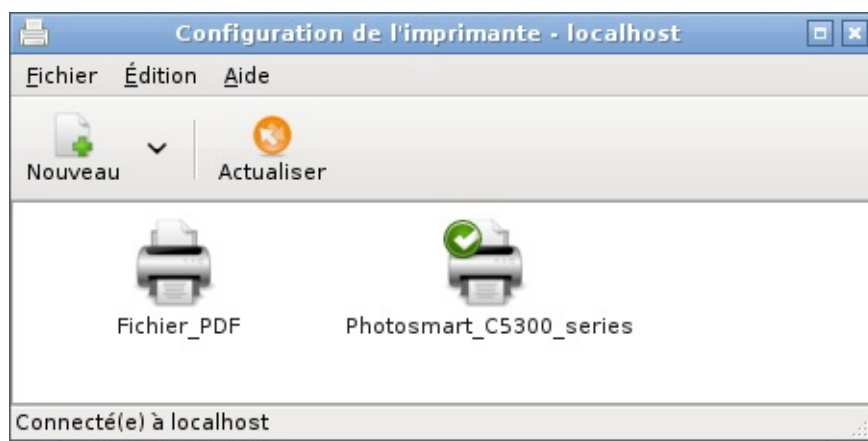 Configuration de l'imprimante - localhost
Fichier Édition Aide
Nouveau Actualiser
Fichier_PDF Photosmart_C5300_series
Connecté(e) à localhost